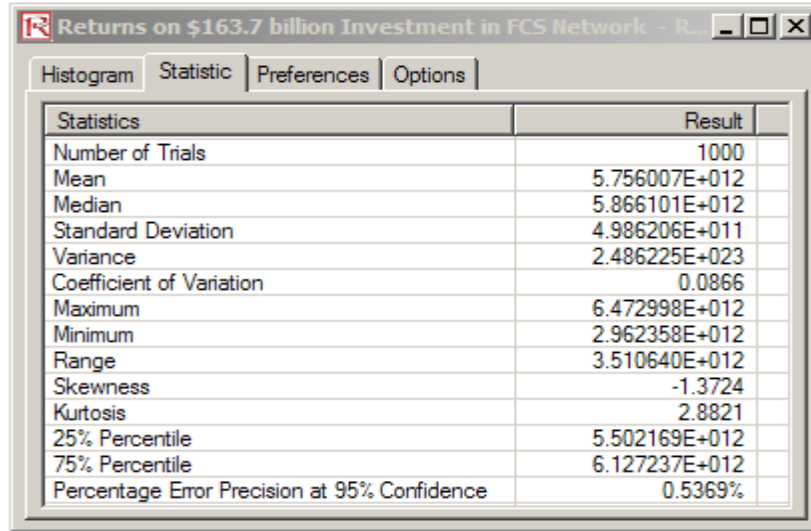 Returns on $163.7 billion Investment in FCS Network - R...
Histogram Statistic Preferences Options
Statistics Result
Number of Trials 1000
Mean 5.756007E+012
Median 5.866101E+012
Standard Deviation 4.986206E+011
Variance 2.486225E+023
Coefficient of Variation 0.0866
Maximum 6.472998E+012
Minimum 2.962358E+012
Range 3.510640E+012
Skewness -1.3724
Kurtosis 2.8821
25% Percentile 5.502169E+012
75% Percentile 6.127237E+012
Percentage Error Precision at 95% Confidence 0.5369%